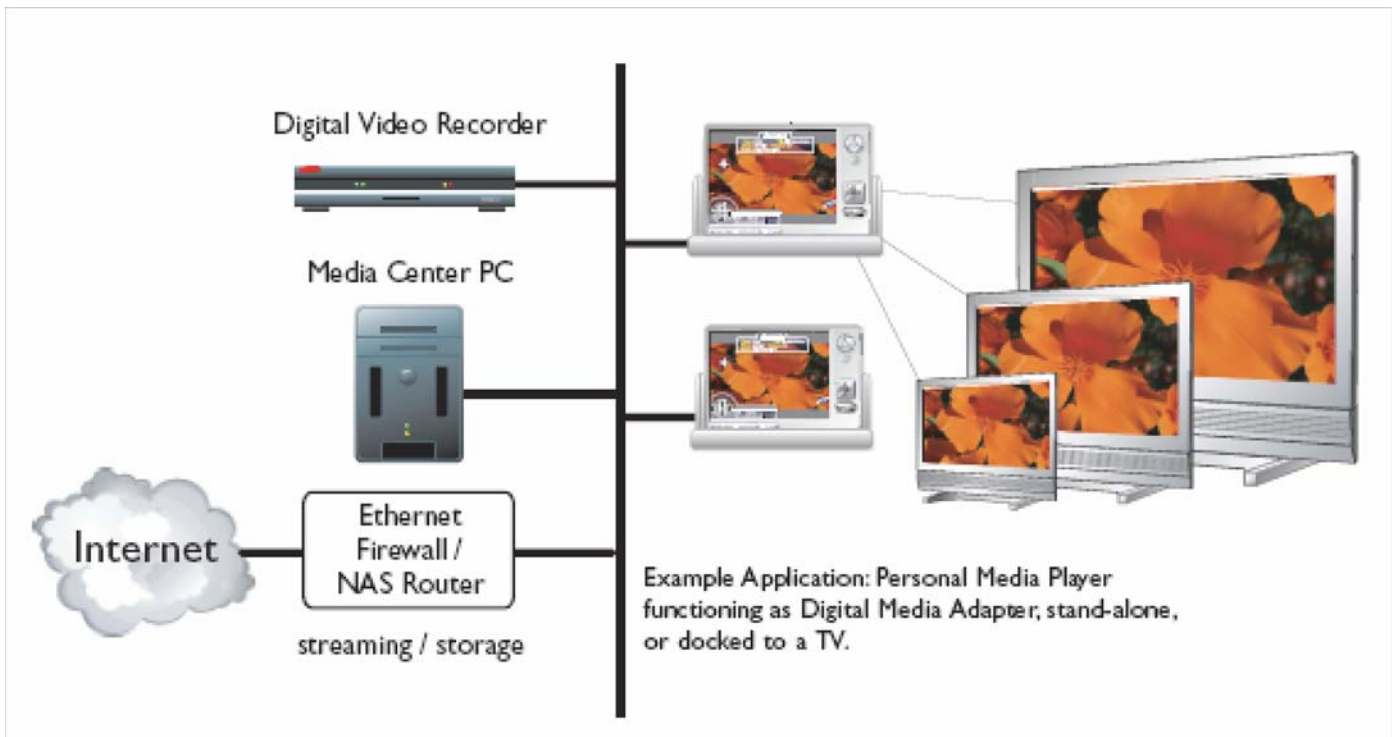 Digital Video Recorder
Media Center PC
Internet
Ethernet
Firewall /
NAS Router
streaming / storage
Example Application: Personal Media Player
functioning as Digital Media Adapter, stand-alone,
or docked to a TV.